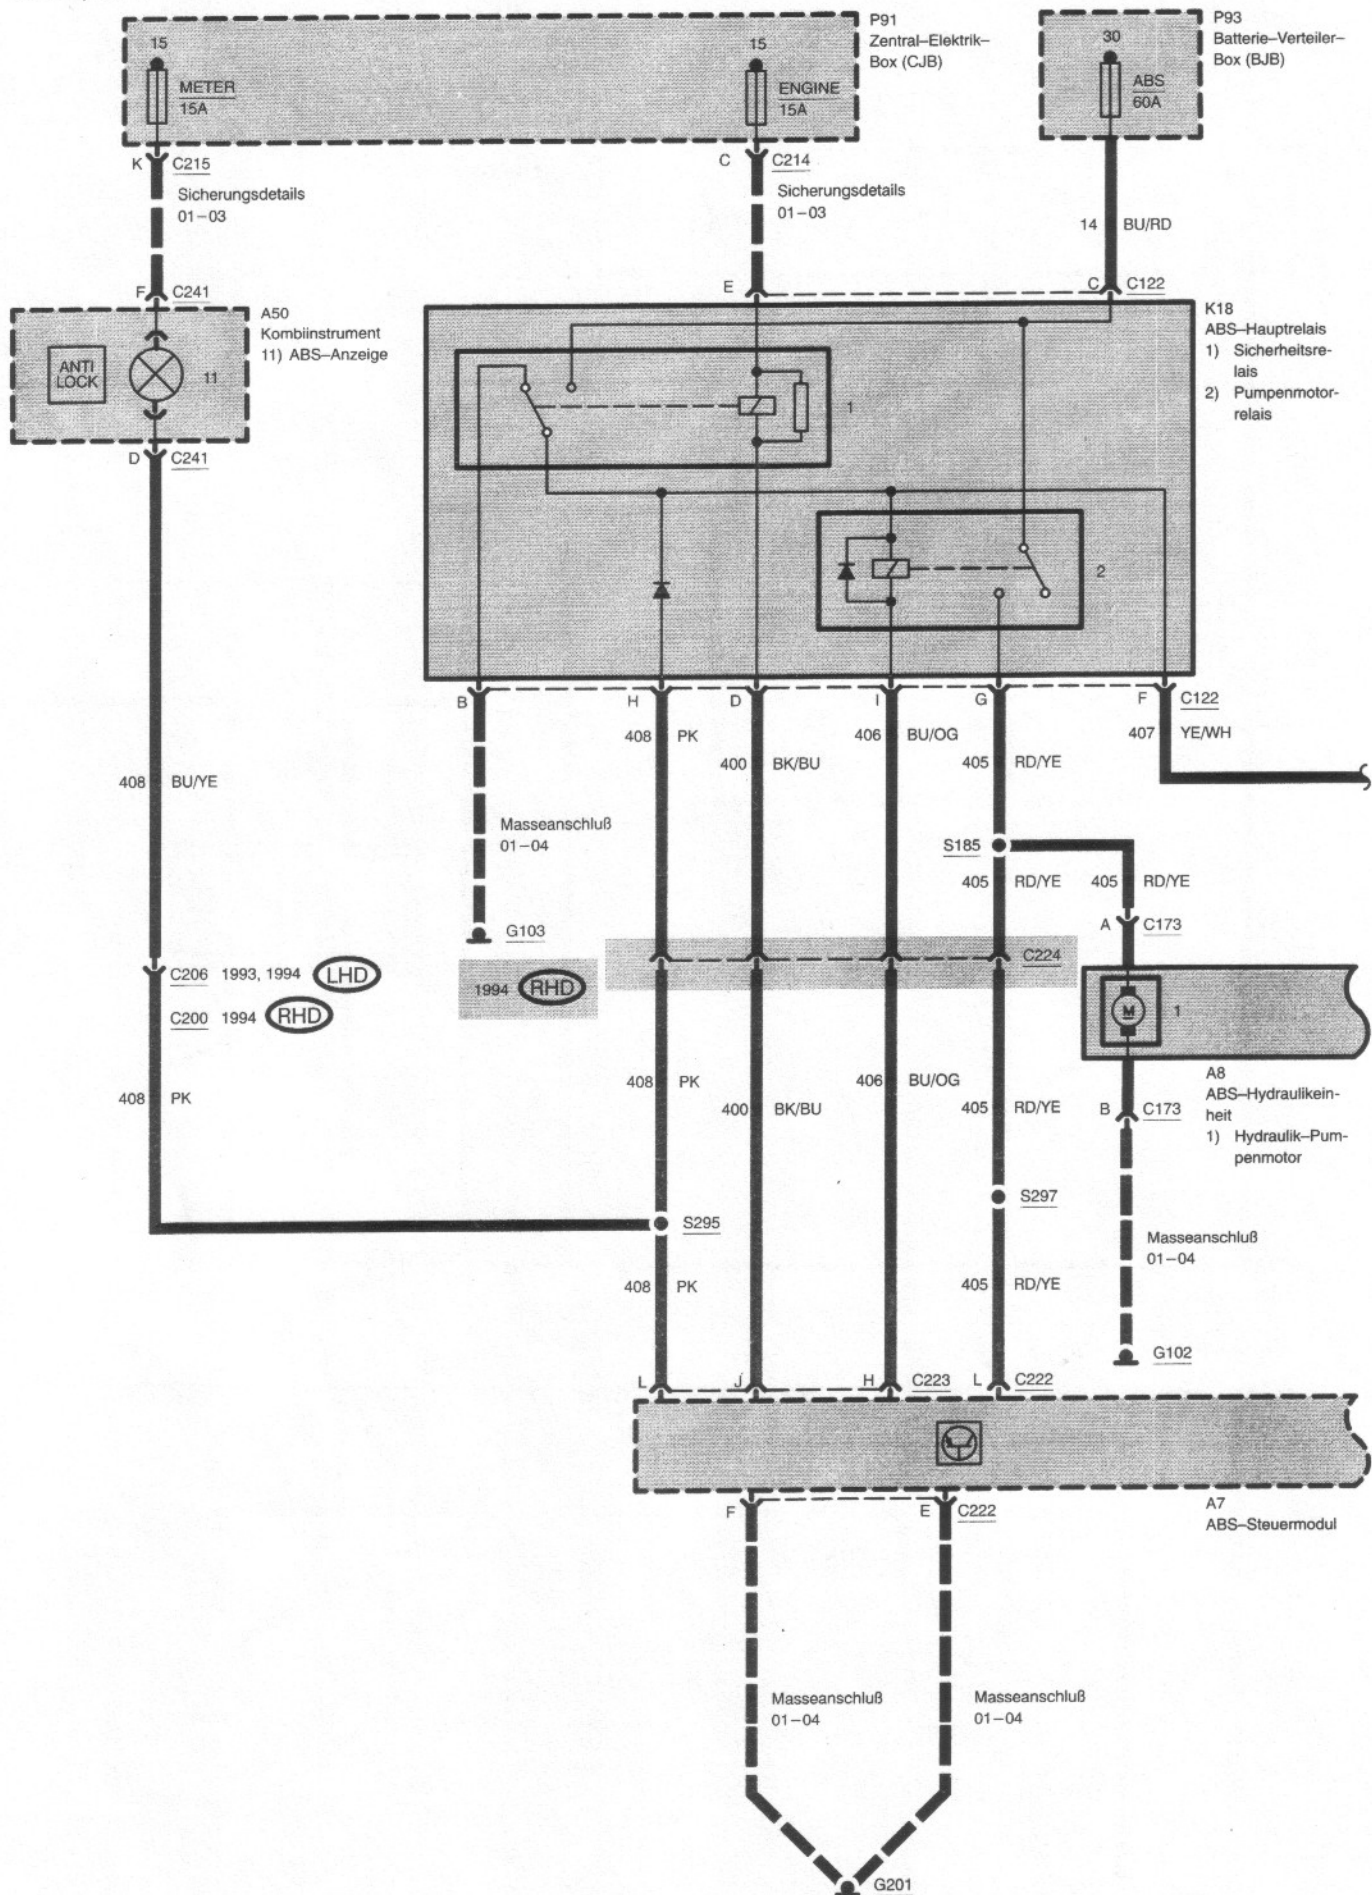 P91
Zentral–Elektrik–
Box (CJB)
P93
Batterie–Verteiler–
Box (BJB)
15
METER
15A
15
ENGINE
15A
30
ABS
60A
K C215
Sicherungsdetails
01–03
C C214
Sicherungsdetails
01–03
14 BU/RD
F C241
E
C C122
A50
Kombiinstrument
11) ABS–Anzeige
ANTI
LOCK
11
K18
ABS–Hauptrelais
1) Sicherheitsre-
lais
2) Pumpenmotor-
relais
1
D C241
2
B H D I G F C122
408 PK
406 BU/OG
407 YE/WH
400 BK/BU
405 RD/YE
408 BU/YE
Masseanschluß
01–04
S185
405 RD/YE
405 RD/YE
A C173
G103
C224
C206 1993, 1994 LHD
1994 RHD
C200 1994 RHD
M 1
408 PK
408 PK
400 BK/BU
406 BU/OG
405 RD/YE
A8
ABS–Hydraulikein-
heit
1) Hydraulik–Pum-
penmotor
B C173
S297
S295
Masseanschluß
01–04
408 PK
405 RD/YE
G102
L J H C223 L C222
A7
ABS–Steuermodul
F E C222
Masseanschluß
01–04
Masseanschluß
01–04
G201